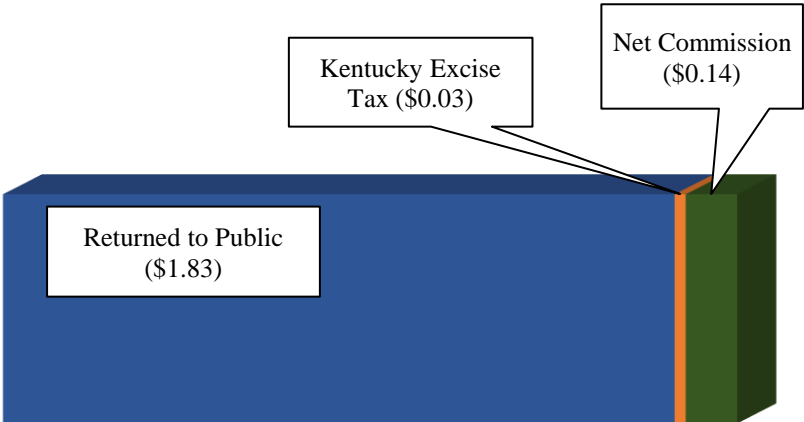 Net Commission
($0.14)
Kentucky Excise
Tax ($0.03)
Returned to Public
($1.83)